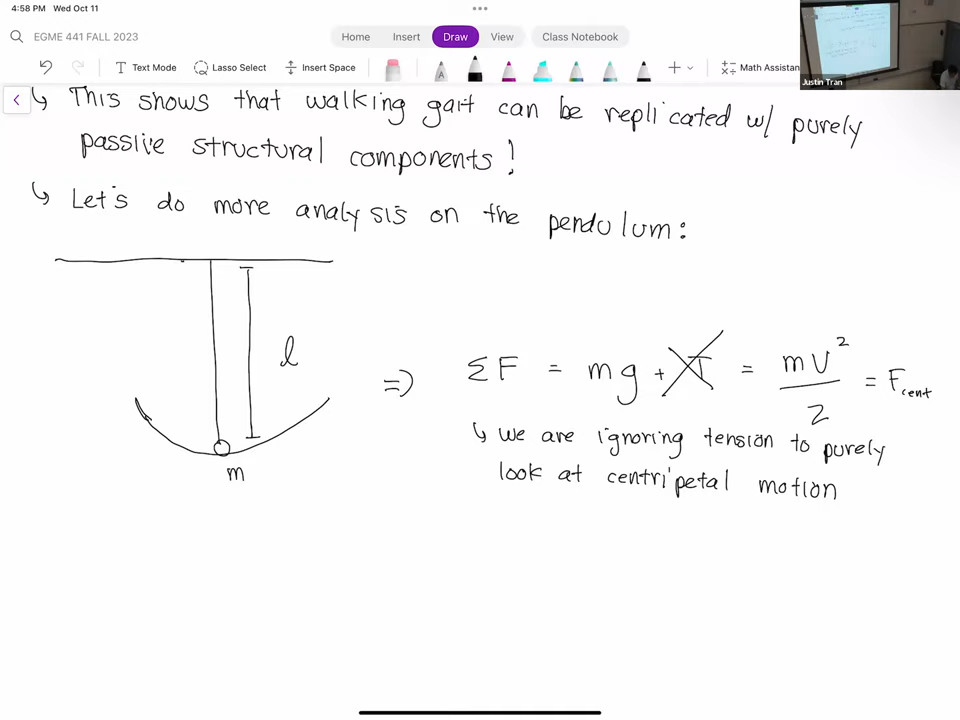 4:58 PM Wed Oct 11
EGME 441 FALL 2023
Home Insert Draw View Class Notebook
Text Mode Lasso Select Insert Space Math Assistan
Justin Tran
↳ This shows that walking gait can be replicated w/ purely
passive structural components!
↳ Let's do more analysis on the pendulum:
l
m
=> ΣF = mg + T = mv²/2 = Fcent
↳ we are ignoring tension to purely
look at centripetal motion